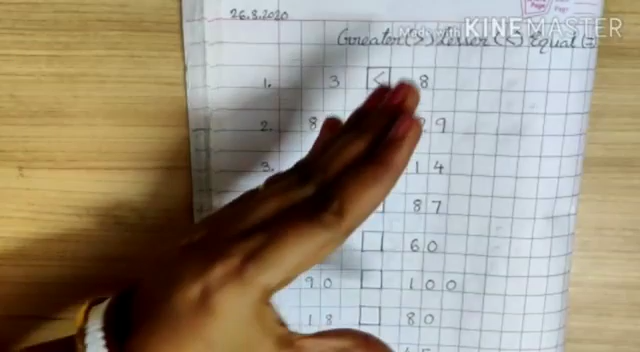 26.8.2020
Made with KINEMASTER
Greater (>) lesser (<) Equal (=
1. 3 < 8
2. 8 9
3. 14
87
60
90 100
18 80